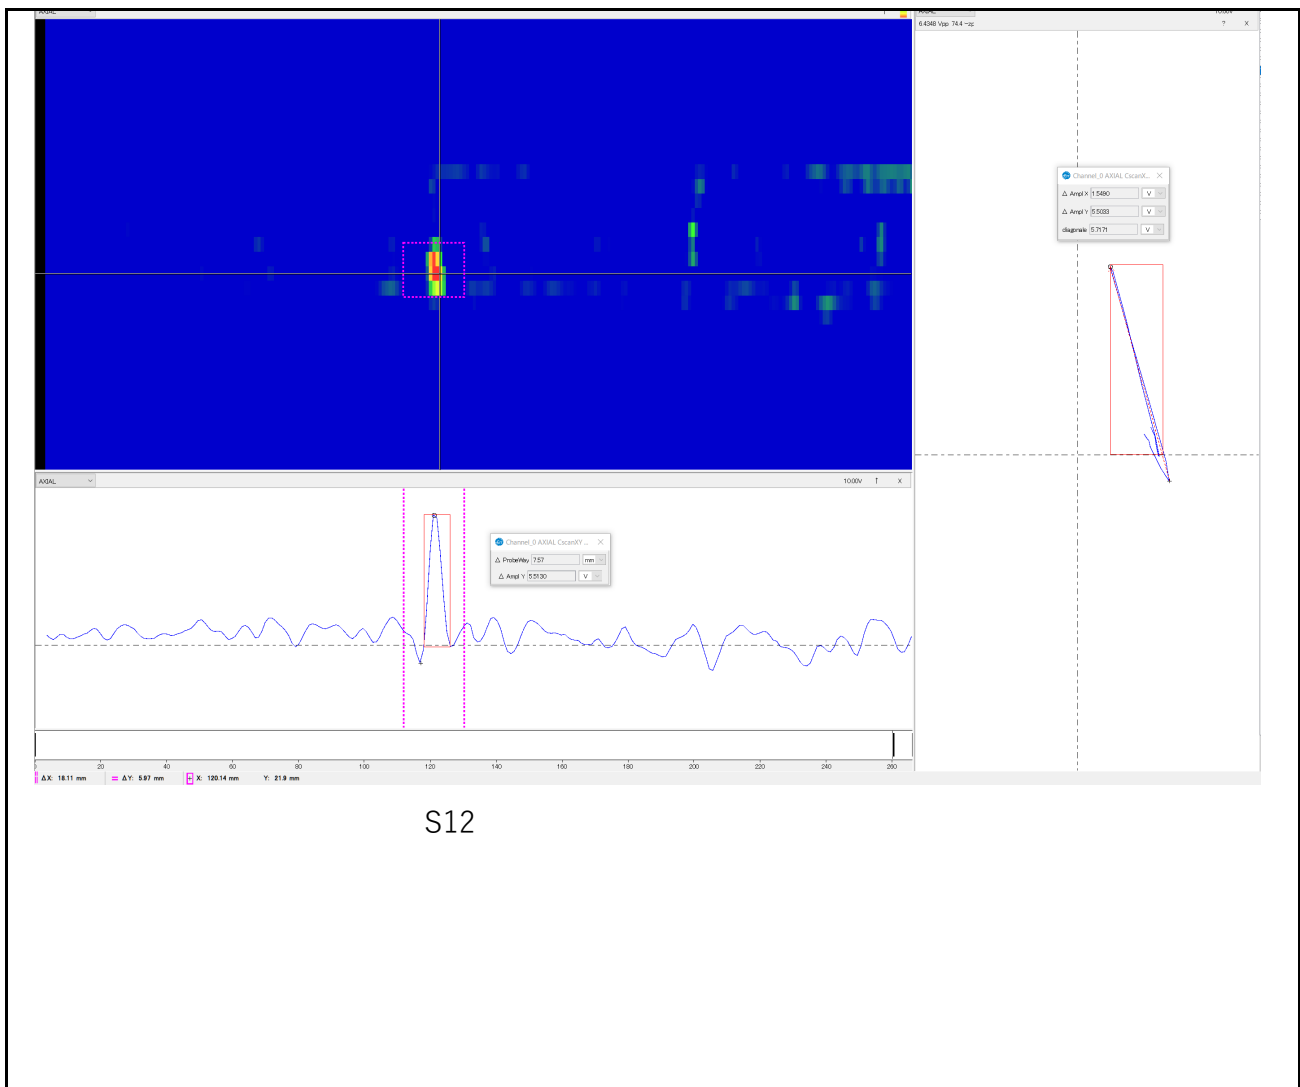 AXIAL
10.00V
6.4348 Vpp 74.4 -zc
? X
Channel_0 AXIAL CscanX...
Δ Ampl X 1.5490 V
Δ Ampl Y 5.5033 V
diagonale 5.7171 V
AXIAL 10.00V ↑ X
Channel_0 AXIAL CscanXY ...
Δ ProbeWay 7.57 mm
Δ Ampl Y 5.5130 V
20 40 60 80 100 120 140 160 180 200 220 240 260
ΔX: 18.11 mm = ΔY: 5.97 mm X: 120.14 mm Y: 21.9 mm
S12